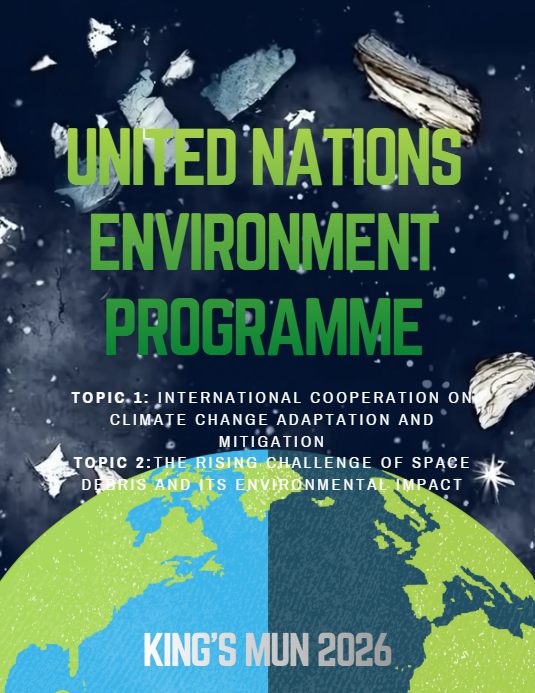 UNITED NATIONS
ENVIRONMENT
PROGRAMME
TOPIC 1: INTERNATIONAL COOPERATION ON
CLIMATE CHANGE ADAPTATION AND
MITIGATION
TOPIC 2:THE RISING CHALLENGE OF SPACE
DEBRIS AND ITS ENVIRONMENTAL IMPACT
KING'S MUN 2026